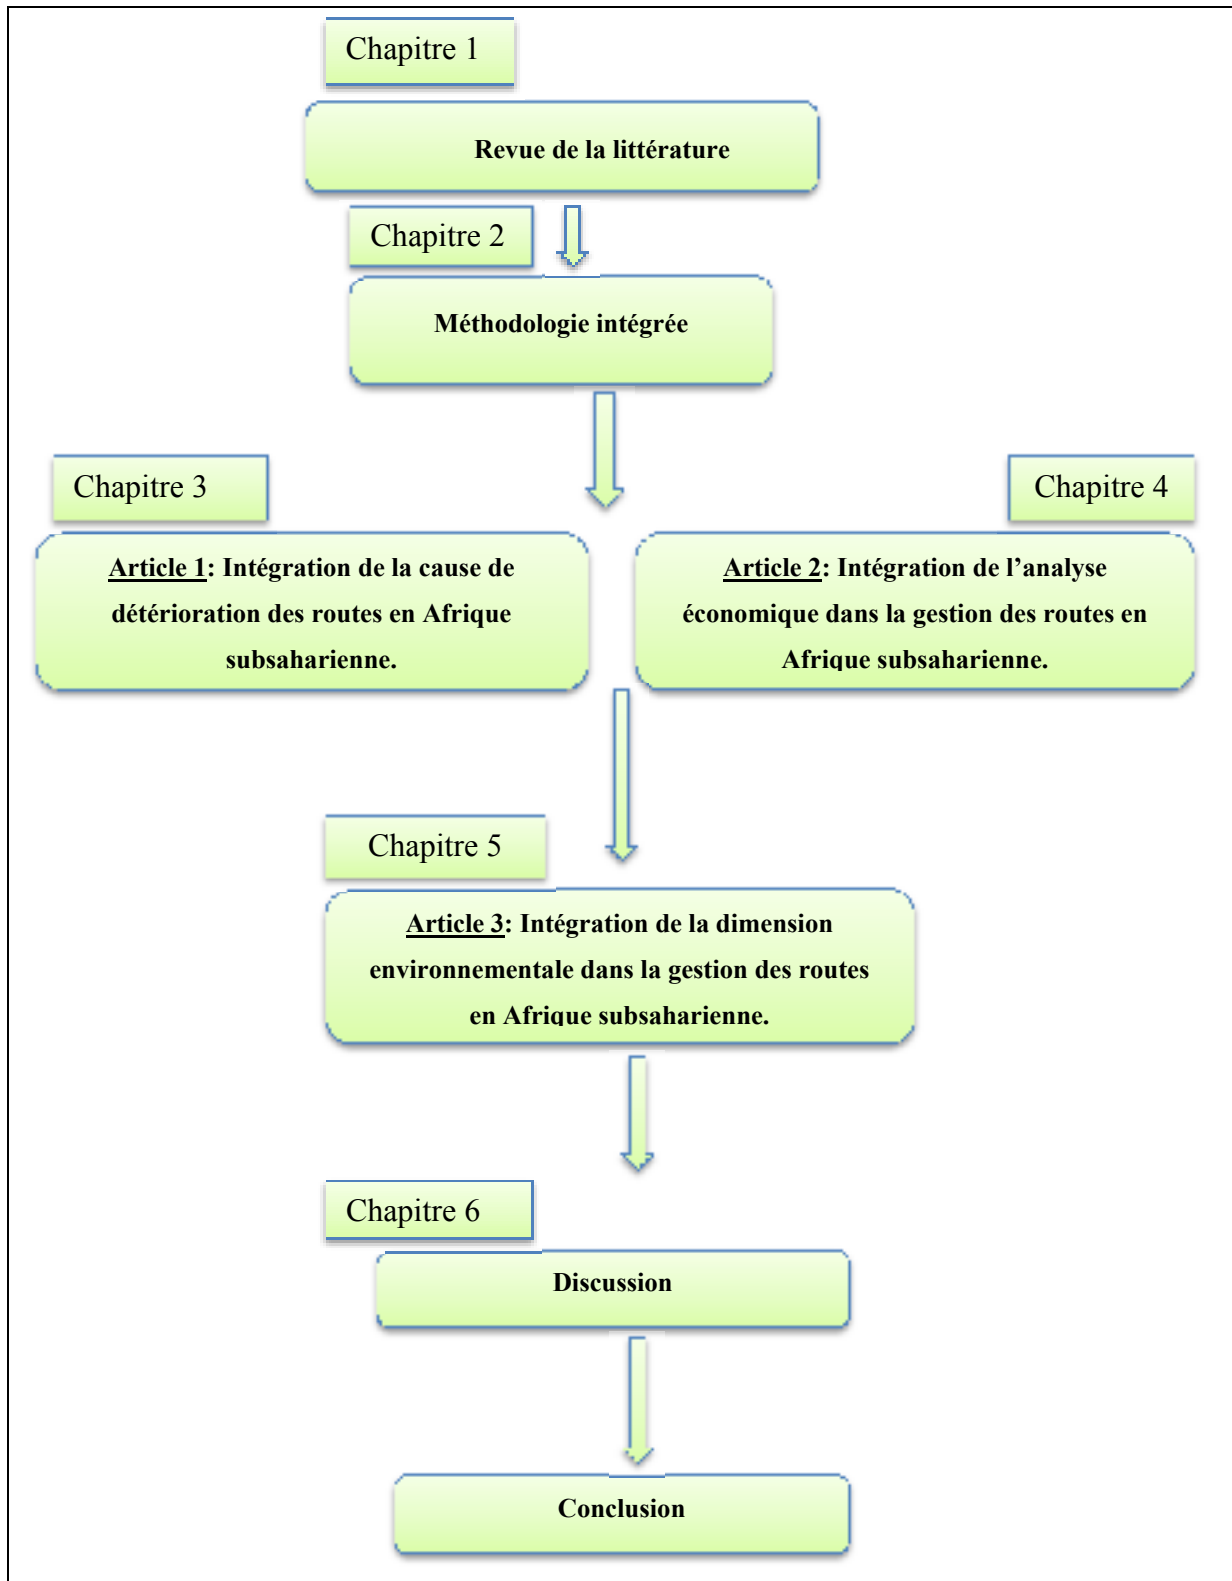 Chapitre 1
Revue de la littérature
Chapitre 2
Méthodologie intégrée
Chapitre 3
Article 1: Intégration de la cause de
détérioration des routes en Afrique
subsaharienne.
Chapitre 4
Article 2: Intégration de l’analyse
économique dans la gestion des routes en
Afrique subsaharienne.
Chapitre 5
Article 3: Intégration de la dimension
environnementale dans la gestion des routes
en Afrique subsaharienne.
Chapitre 6
Discussion
Conclusion